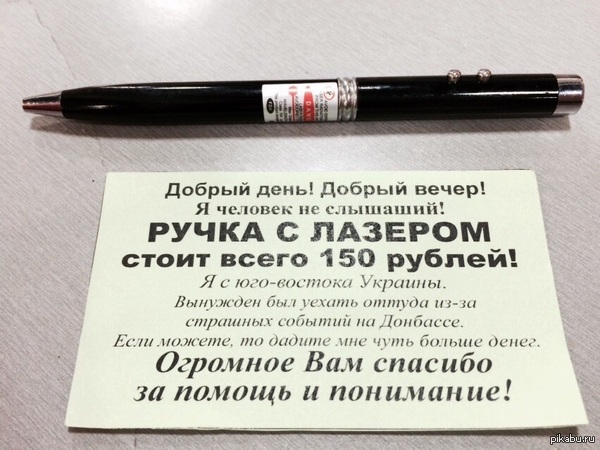 Добрый день! Добрый вечер!
Я человек не слышаший!
РУЧКА С ЛАЗЕРОМ
стоит всего 150 рублей!
Я с юго-востока Украины.
Вынужден был уехать оттуда из-за
страшных событий на Донбассе.
Если можете, то дадите мне чуть больше денег.
Огромное Вам спасибо
за помощь и понимание!
pikabu.ru